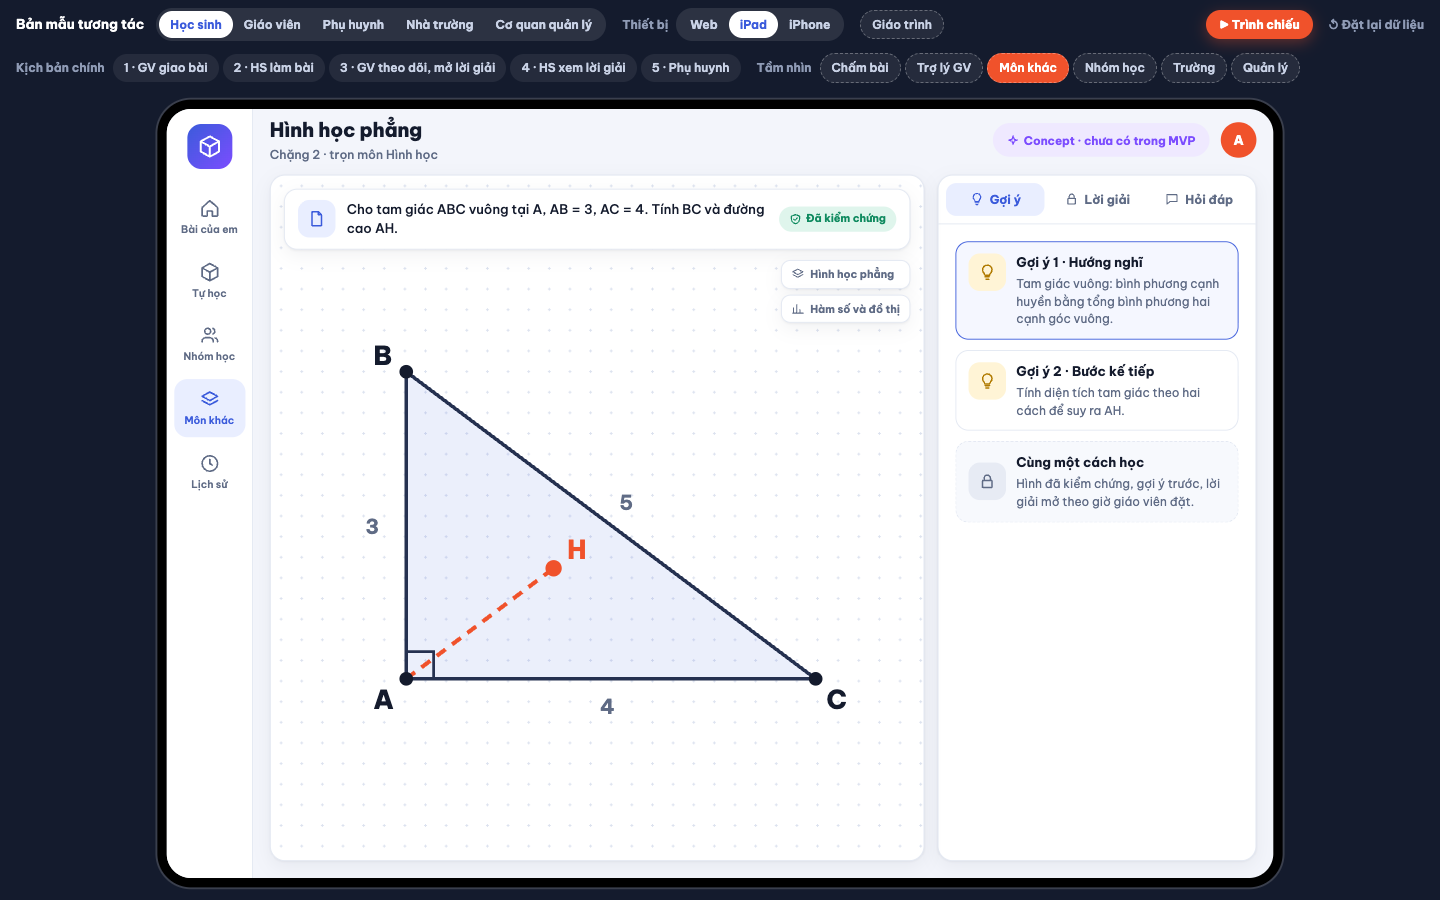 Bản mẫu tương tác
Học sinh
Giáo viên
Phụ huynh
Nhà trường
Cơ quan quản lý
Thiết bị
Web
iPad
iPhone
Giáo trình
Trình chiếu
Đặt lại dữ liệu
Kịch bản chính
1 · GV giao bài
2 · HS làm bài
3 · GV theo dõi, mở lời giải
4 · HS xem lời giải
5 · Phụ huynh
Tầm nhìn
Chấm bài
Trợ lý GV
Môn khác
Nhóm học
Trường
Quản lý
Hình học phẳng
Chặng 2 · trọn môn Hình học
Concept · chưa có trong MVP
A
Bài của em
Tự học
Nhóm học
Môn khác
Lịch sử
Cho tam giác ABC vuông tại A, AB = 3, AC = 4. Tính BC và đường
cao AH.
Đã kiểm chứng
Hình học phẳng
Hàm số và đồ thị
B
5
3
H
A
4
C
Gợi ý
Lời giải
Hỏi đáp
Gợi ý 1 · Hướng nghĩ
Tam giác vuông: bình phương cạnh
huyền bằng tổng bình phương hai
cạnh góc vuông.
Gợi ý 2 · Bước kế tiếp
Tính diện tích tam giác theo hai
cách để suy ra AH.
Cùng một cách học
Hình đã kiểm chứng, gợi ý trước, lời
giải mở theo giờ giáo viên đặt.